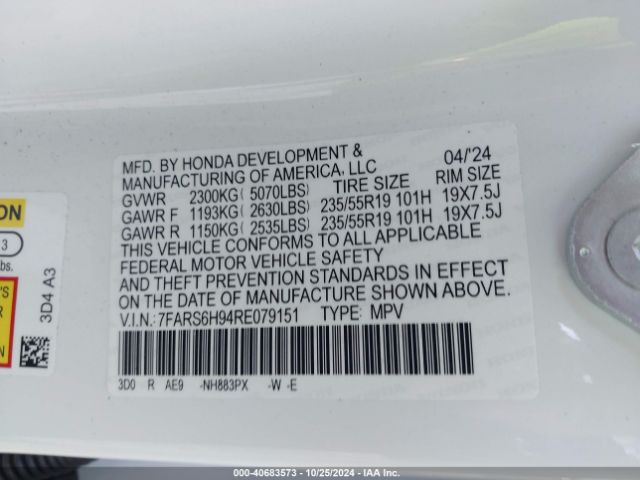 MFD. BY HONDA DEVELOPMENT & 04/'24
MANUFACTURING OF AMERICA, LLC
GVWR 2300KG( 5070LBS) TIRE SIZE RIM SIZE
GAWR F 1193KG( 2630LBS) 235/55R19 101H 19X7.5J
GAWR R 1150KG( 2535LBS) 235/55R19 101H 19X7.5J
THIS VEHICLE CONFORMS TO ALL APPLICABLE
FEDERAL MOTOR VEHICLE SAFETY
AND THEFT PREVENTION STANDARDS IN EFFECT
ON THE DATE OF MANUFACTURE SHOWN ABOVE.
V.I.N.:7FARS6H94RE079151 TYPE: MPV
3D0 R AE9 -NH883PX -W -E
ION
3
bs.
'S
3D4 A3
000-40683573 - 10/25/2024 - IAA Inc.